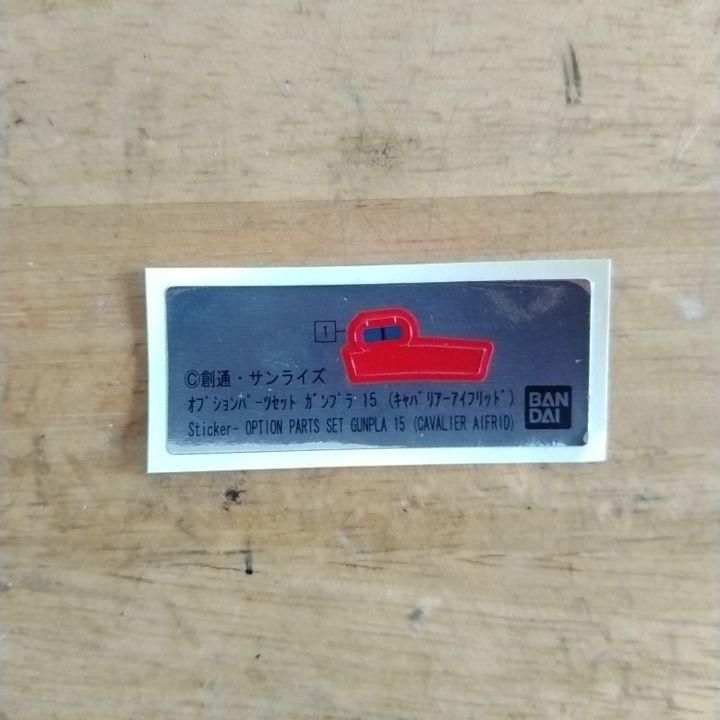 1
©創通・サンライズ
オプションパーツセット ガンプラ 15 (キャバリアーアイフリッド)
Sticker- OPTION PARTS SET GUNPLA 15 (CAVALIER AIFRID)
BAN
DAI